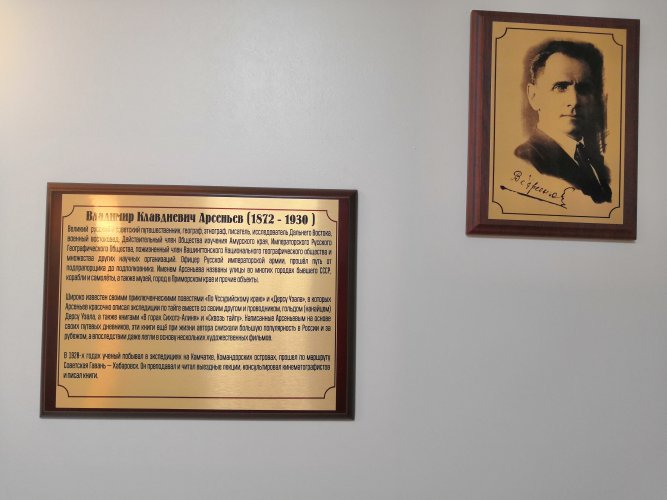 Владимир Клавдиевич Арсеньев (1872 - 1930 )
Великий русский и советский путешественник, географ, этнограф, писатель, исследователь Дальнего Востока,
военный востоковед. Действительный член Общества изучения Амурского края, Императорского Русского
Географического Общества, пожизненный член Вашингтонского Национального географического общества и
множества других научных организаций. Офицер Русской императорской армии, прошёл путь от
подпрапорщика до подполковника. Именем Арсеньева названы улицы во многих городах бывшего СССР,
корабли и самолёты, а также музей, город в Приморском крае и прочие объекты.
Широко известен своими приключенческими повестями «По Уссурийскому краю» и «Дерсу Узала», в которых
Арсеньев красочно описал экспедиции по тайге вместе со своим другом и проводником, гольдом (нанайцем)
Дерсу Узала, а также книгами «В горах Сихотэ-Алиня» и «Сквозь тайгу». Написанные Арсеньевым на основе
своих путевых дневников, эти книги ещё при жизни автора снискали большую популярность в России и за
рубежом, а впоследствии даже легли в основу нескольких художественных фильмов.
В 1920-х годах ученый побывал в экспедициях на Камчатке, Командорских островах, прошел по маршруту
Советская Гавань – Хабаровск. Он преподавал и читал выездные лекции, консультировал кинематографистов
и писал книги.